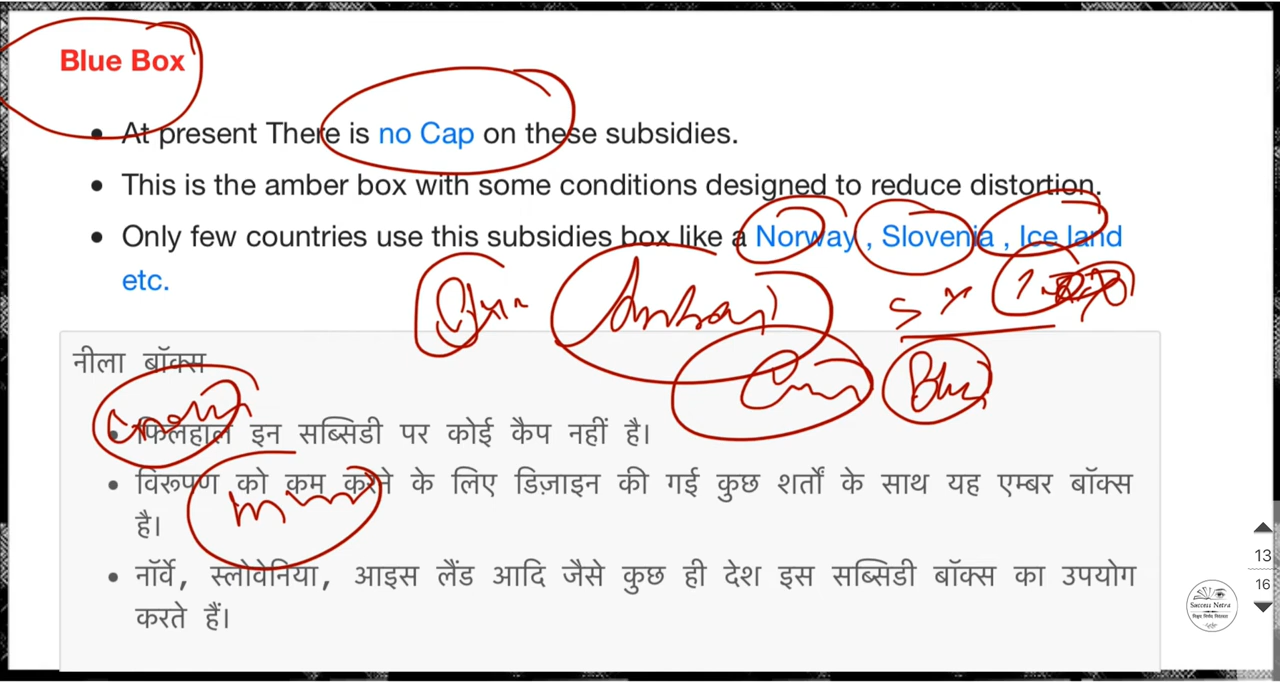 Blue Box
• At present There is no Cap on these subsidies.
• This is the amber box with some conditions designed to reduce distortion.
• Only few countries use this subsidies box like a Norway , Slovenia , Ice land
etc.
नीला बॉक्स
• फिलहाल इन सब्सिडी पर कोई कैप नहीं है।
• विरूपण को कम करने के लिए डिज़ाइन की गई कुछ शर्तों के साथ यह एम्बर बॉक्स
है।
• नॉर्वे, स्लोवेनिया, आइस लैंड आदि जैसे कुछ ही देश इस सब्सिडी बॉक्स का उपयोग
करते हैं।
13
16
Success Netra